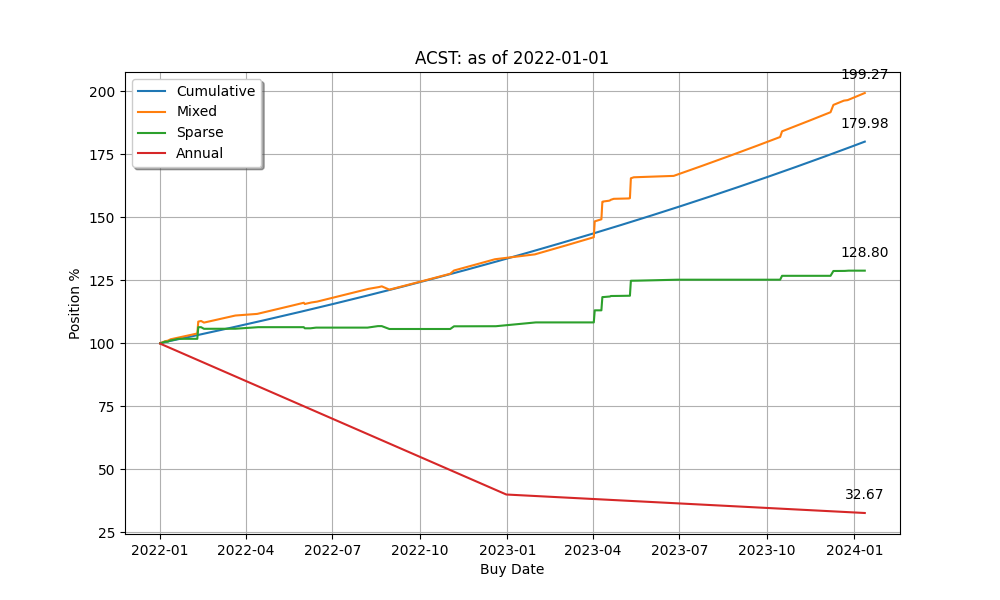 ACST: as of 2022-01-01
199.27
179.98
128.80
32.67
Cumulative
Mixed
Sparse
Annual
Position %
200
175
150
125
100
75
50
25
2022-01 2022-04 2022-07 2022-10 2023-01 2023-04 2023-07 2023-10 2024-01
Buy Date